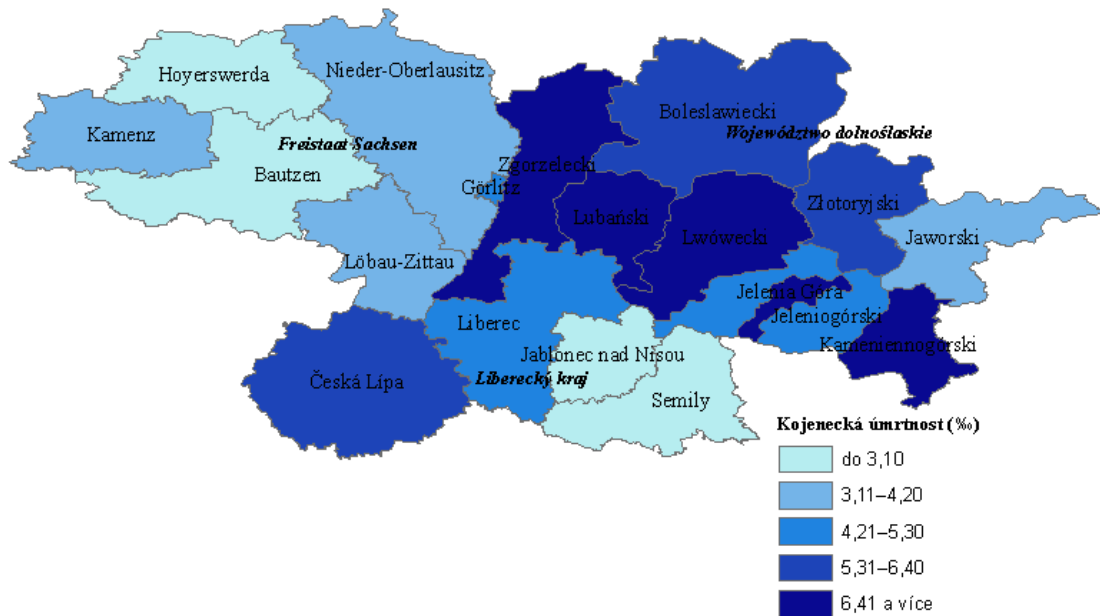 Nieder-Oberlausitz
Hoyerswerda
Boleslawiecki
Kamenz
Województwo dolnoślaskie
Freistaat Sachsen
Zgorzelecki
Bautzen
Görlitz
Złotoryjski
Lubański
Lwówecki
Jaworski
Löbau-Zittau
Jelenia Góra
Liberec
Jeleniogórski
Kameniennogórski
Jablonec nad Nisou
Česká Lípa
Liberecký kraj
Semily
Kojenecká úmrtnost (‰)
do 3,10
3,11–4,20
4,21–5,30
5,31–6,40
6,41 a více